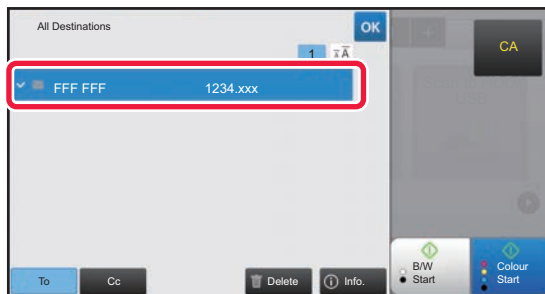 All Destinations
OK
CA
1
FFF FFF 1234.xxx
To
Cc
Delete
Info.
B/W
Start
Colour
Start